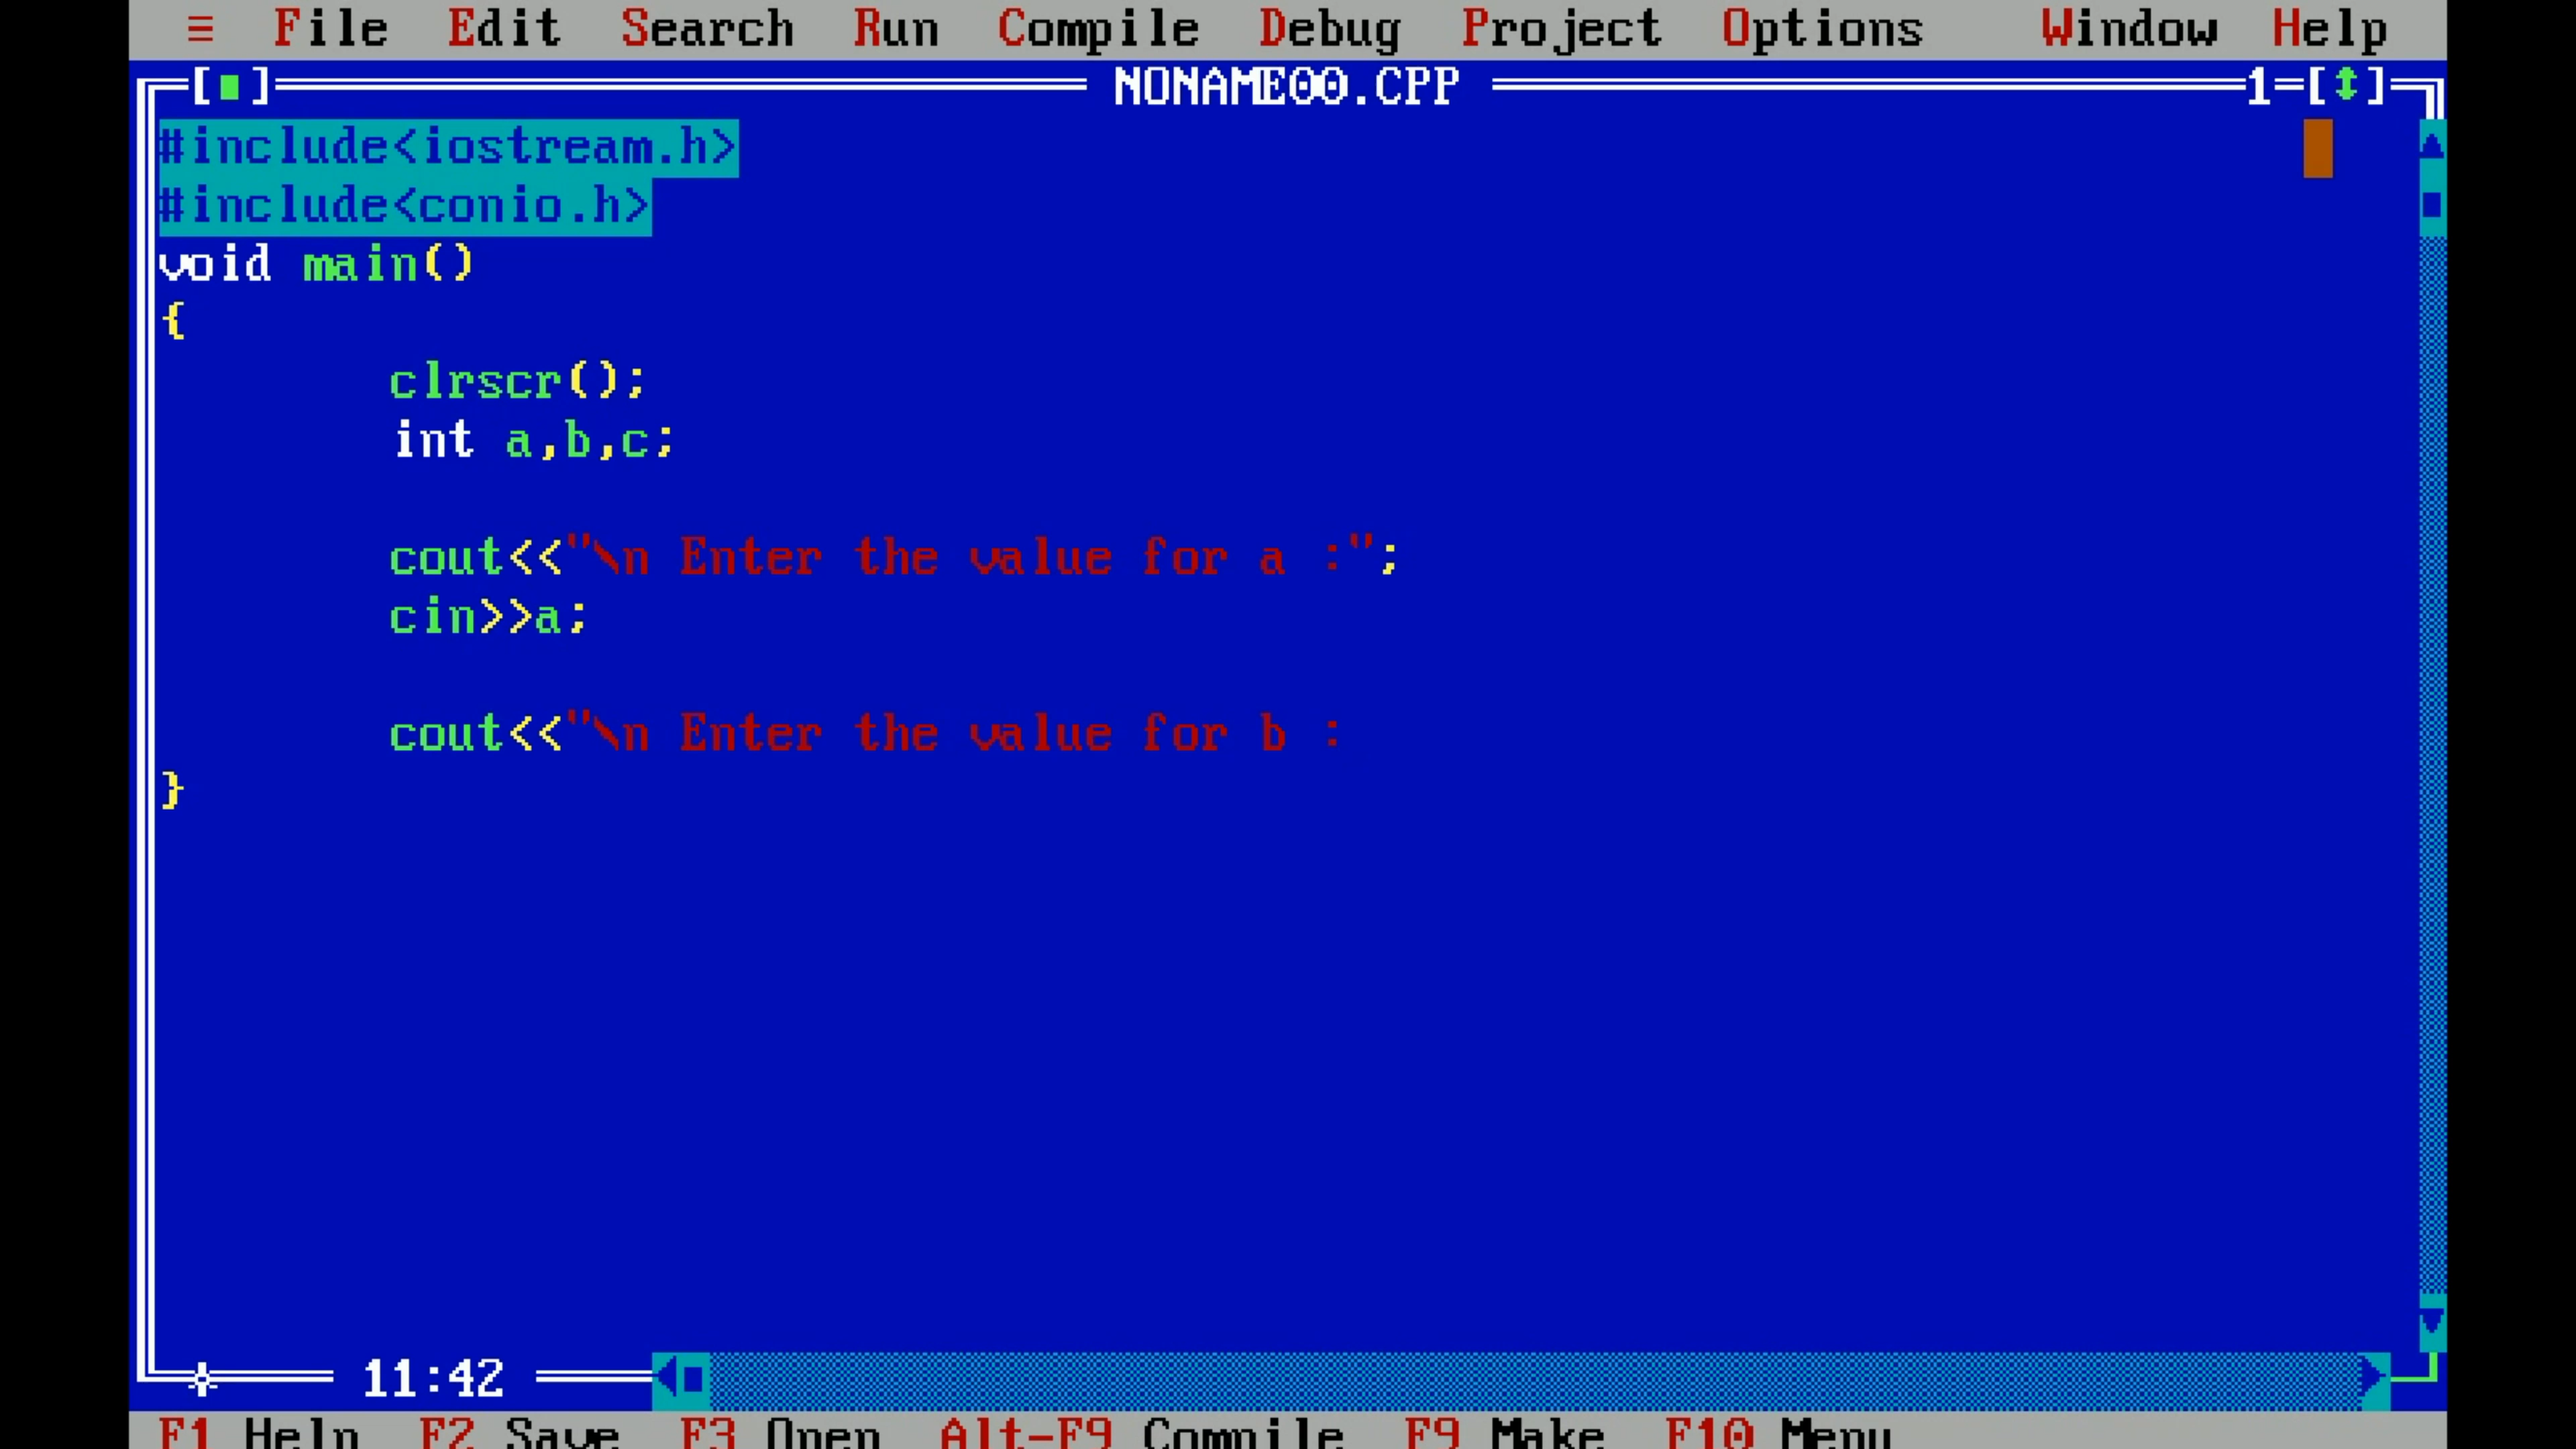 ≡ File Edit Search Run Compile Debug Project Options Window Help
[■] NONAME00.CPP 1=[↕]
#include<iostream.h>
#include<conio.h>
void main()
{
clrscr();
int a,b,c;
cout<<"\n Enter the value for a :";
cin>>a;
cout<<"\n Enter the value for b :
}
11:42
F1 Help F2 Save F3 Open Alt-F9 Compile F9 Make F10 Menu